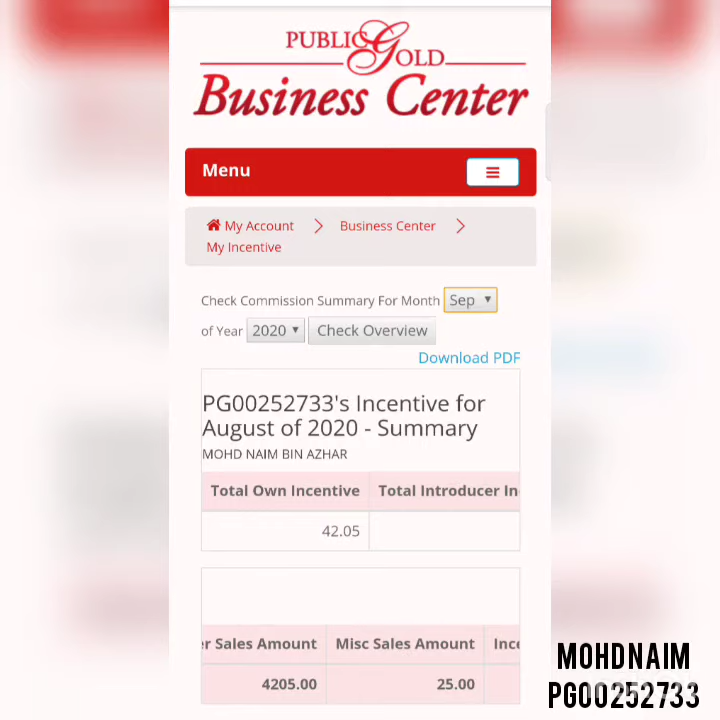 PUBLIC GOLD
Business Center
Menu
My Account > Business Center >
My Incentive
Check Commission Summary For Month Sep
of Year 2020 Check Overview
Download PDF
PG00252733's Incentive for
August of 2020 - Summary
MOHD NAIM BIN AZHAR
Total Own Incentive Total Introducer In
42.05
r Sales Amount Misc Sales Amount Ince
4205.00 25.00
MOHDNAIM
PG00252733